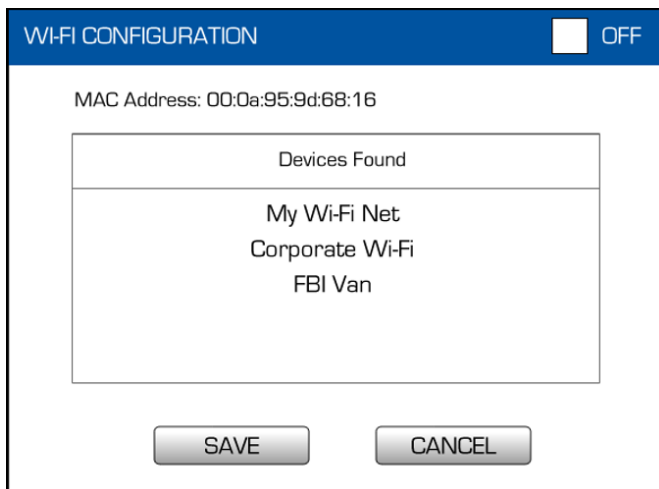 WI-FI CONFIGURATION OFF
MAC Address: 00:0a:95:9d:68:16
Devices Found
My Wi-Fi Net
Corporate Wi-Fi
FBI Van
SAVE CANCEL